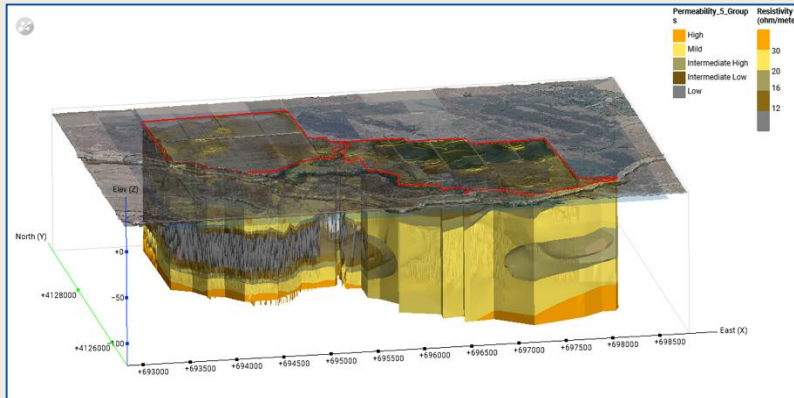 Permeability_5_Group
s
High
Mild
Intermediate High
Intermediate Low
Low
Resistivity
(ohm/mete
30
20
16
12
Elev (Z)
North (Y)
+0
+4128000
-50
+4126000
-100
East (X)
+693000
+693500
+694000
+694500
+695000
+695500
+696000
+696500
+697000
+697500
+698000
+698500